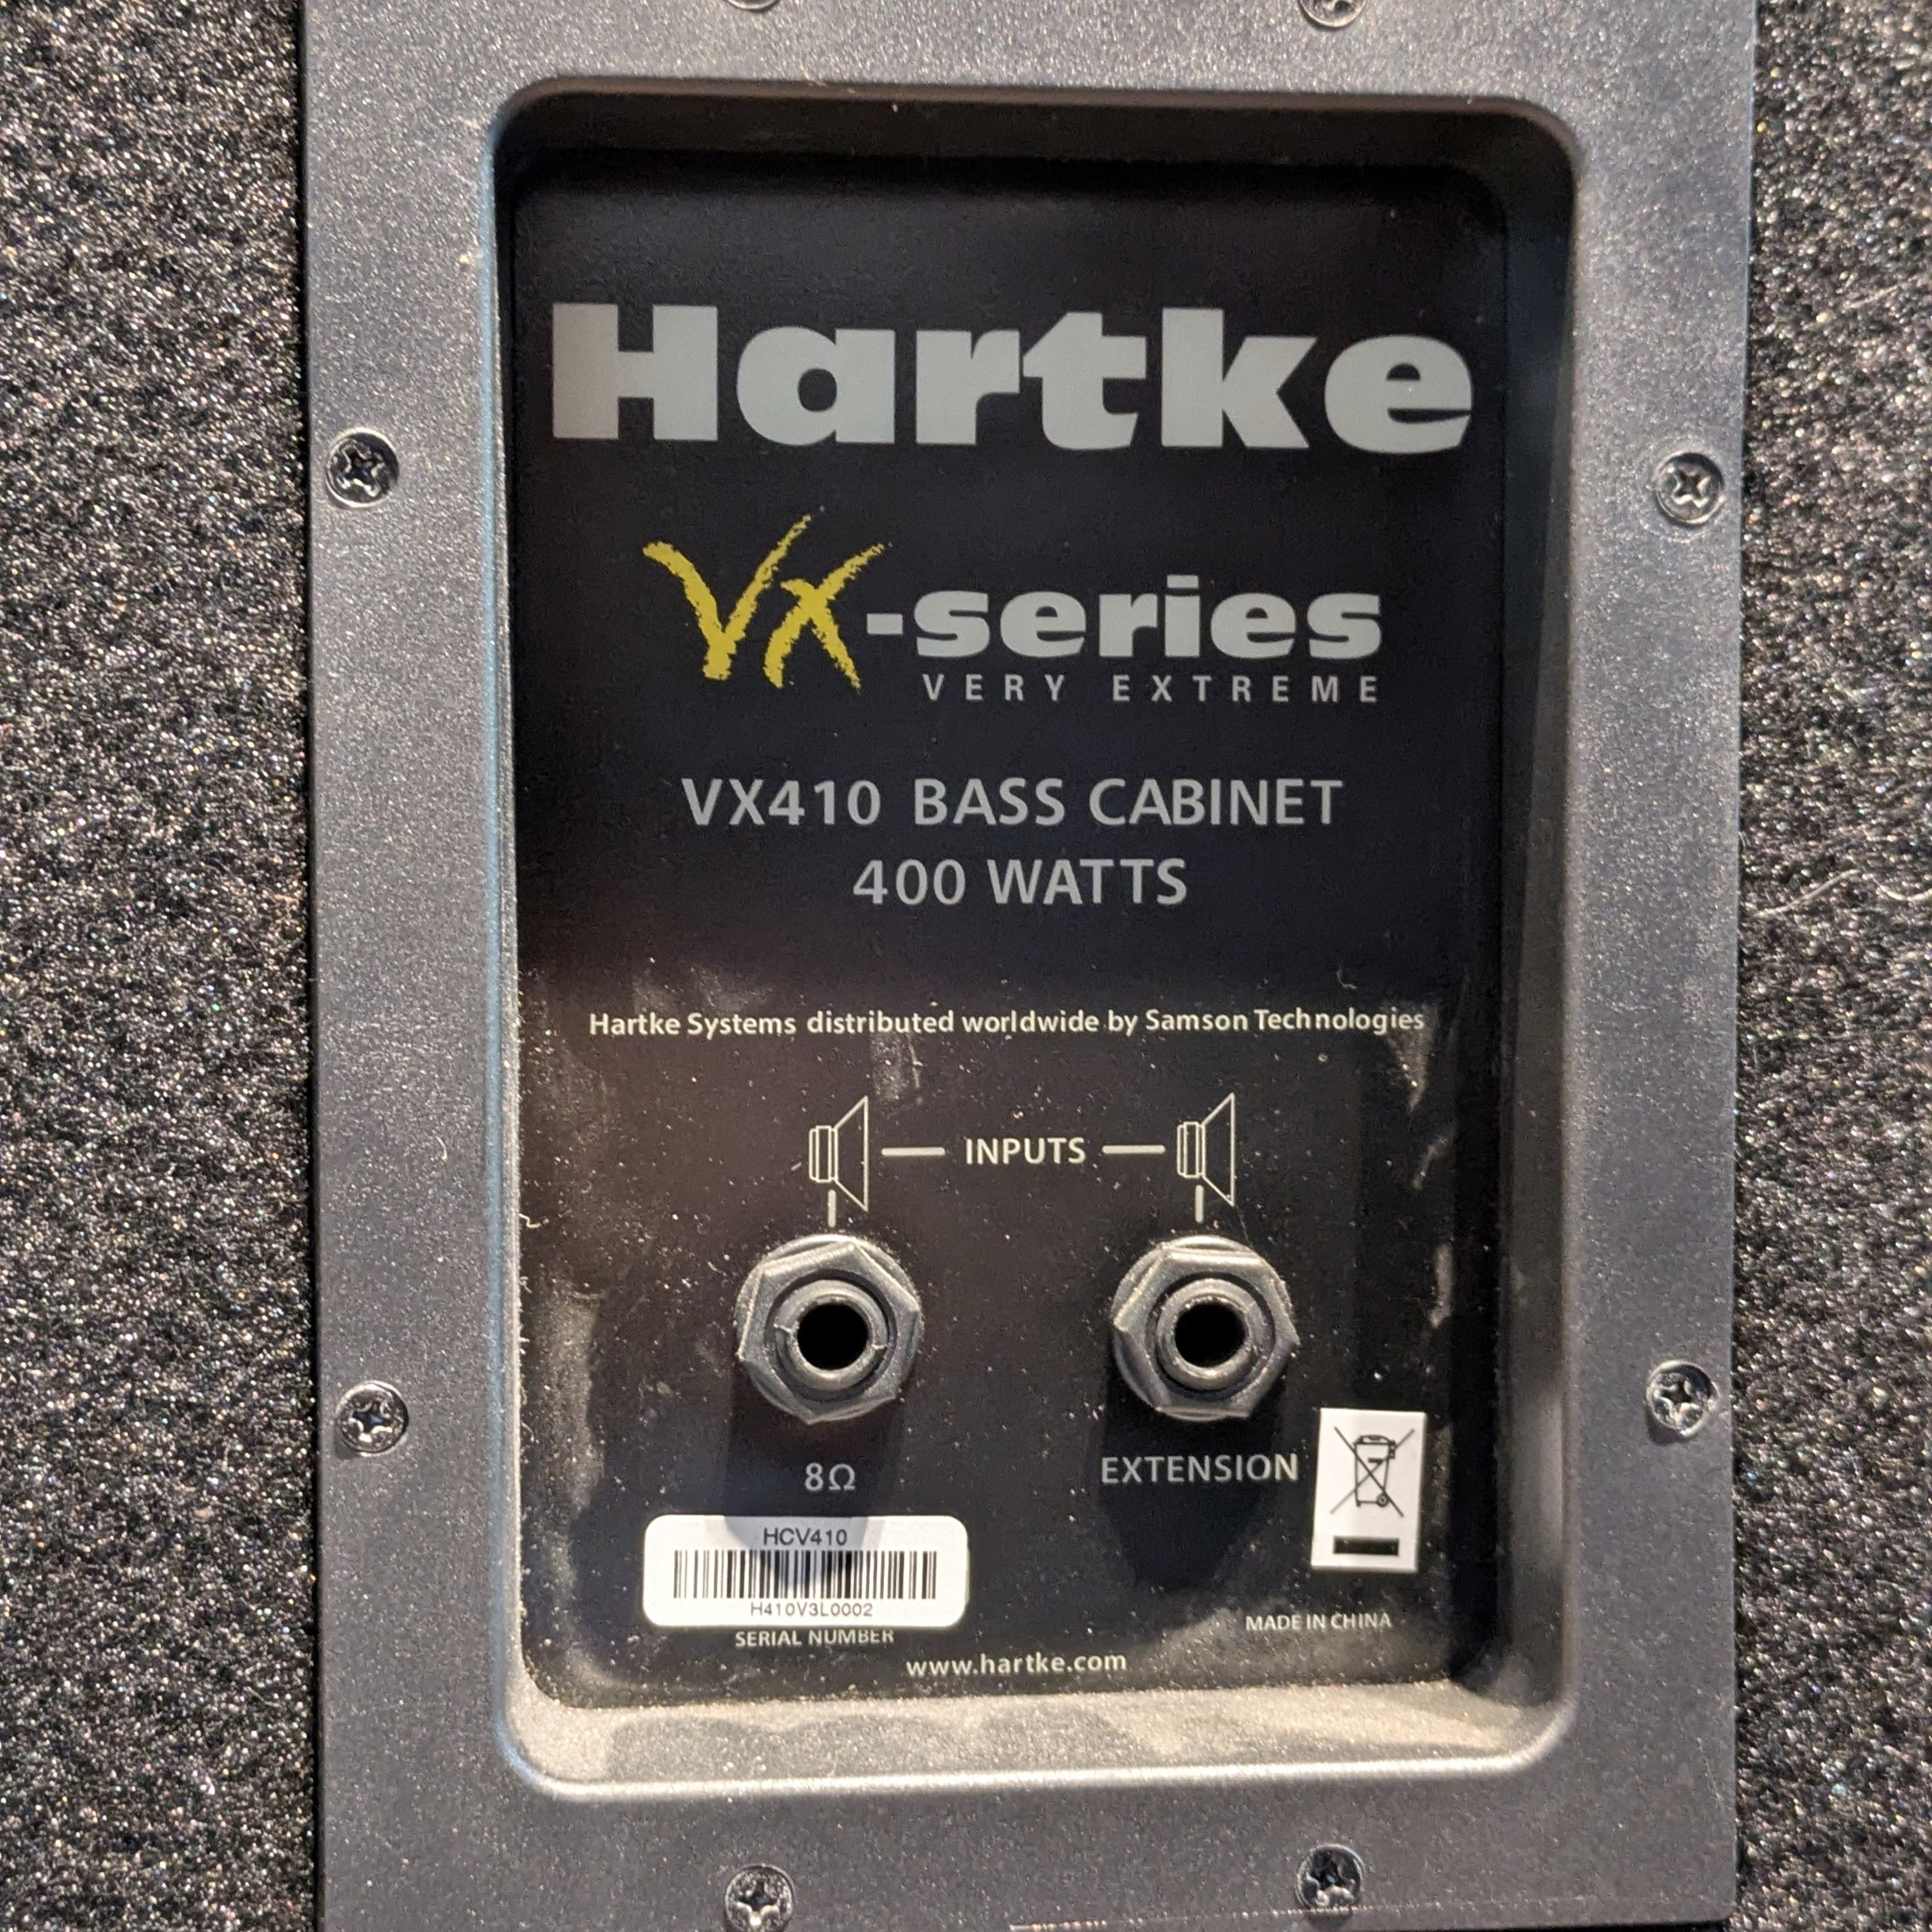 Hartke
VX-series
VERY EXTREME
VX410 BASS CABINET
400 WATTS
Hartke Systems distributed worldwide by Samson Technologies
INPUTS
8Ω
EXTENSION
HCV410
H410V3L0002
SERIAL NUMBER
MADE IN CHINA
www.hartke.com